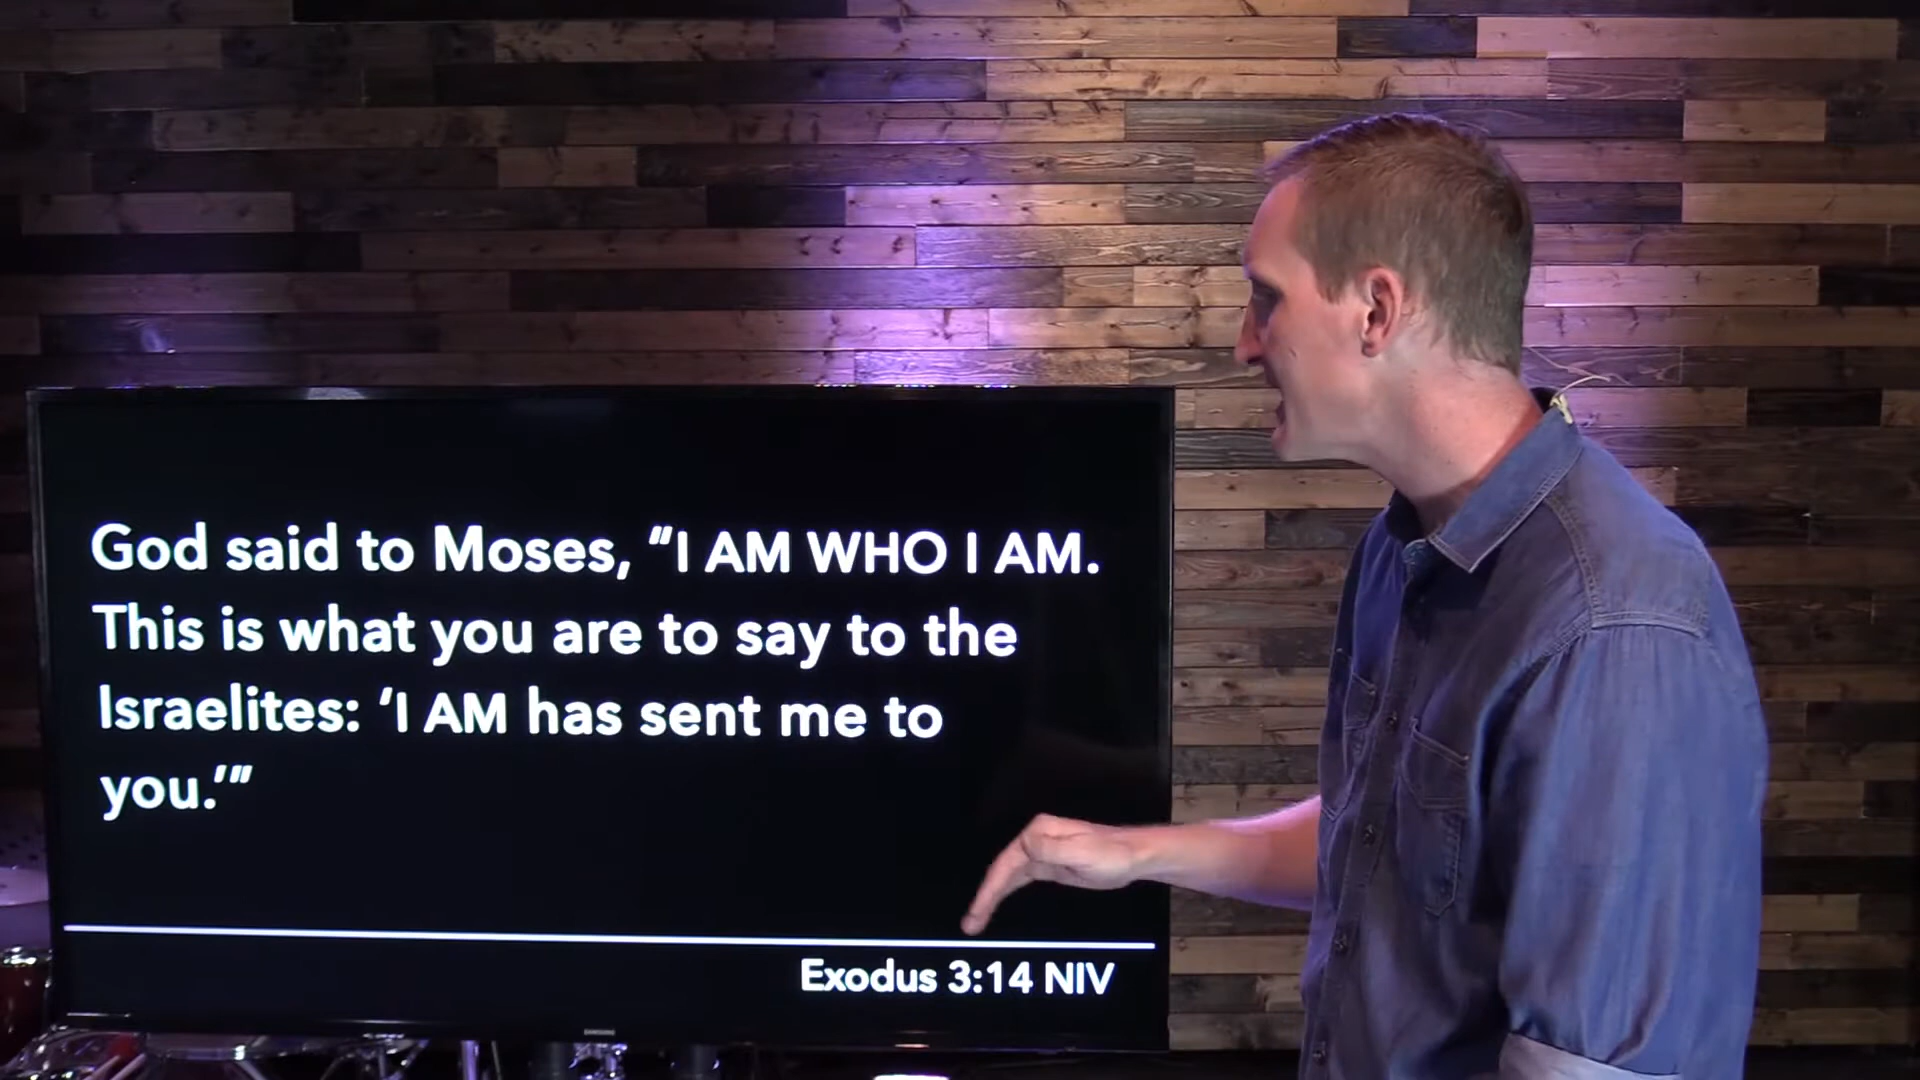 God said to Moses, “I AM WHO I AM.
This is what you are to say to the
Israelites: ‘I AM has sent me to
you.’”
Exodus 3:14 NIV
SAMSUNG